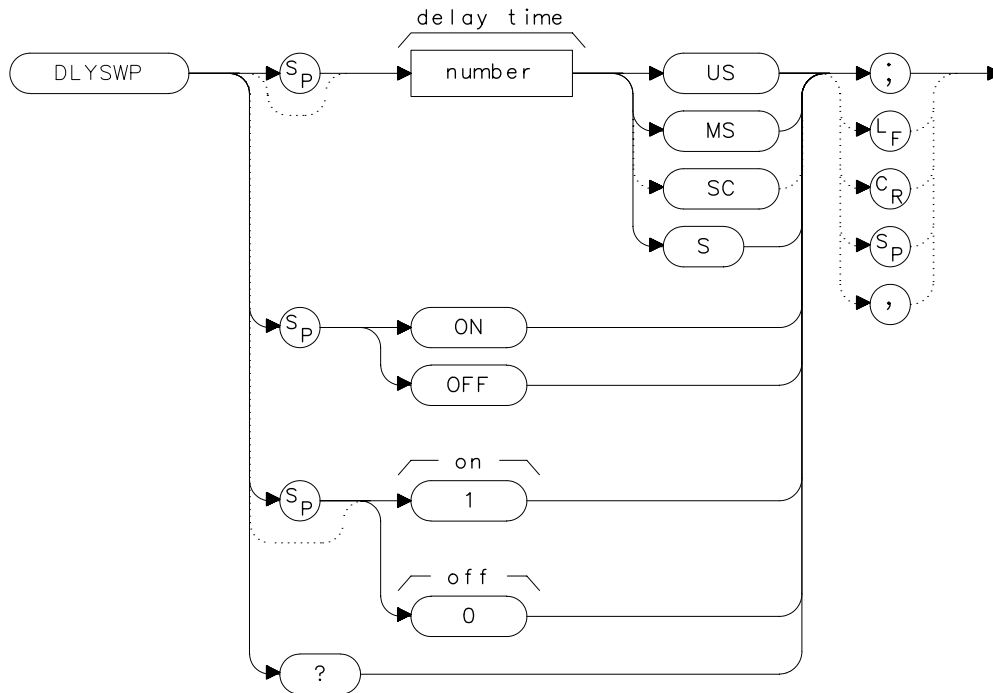 delay time
DLYSWP
SP
number
US
;
MS
LF
SC
CR
S
SP
,
SP
ON
OFF
on
SP
1
off
0
?